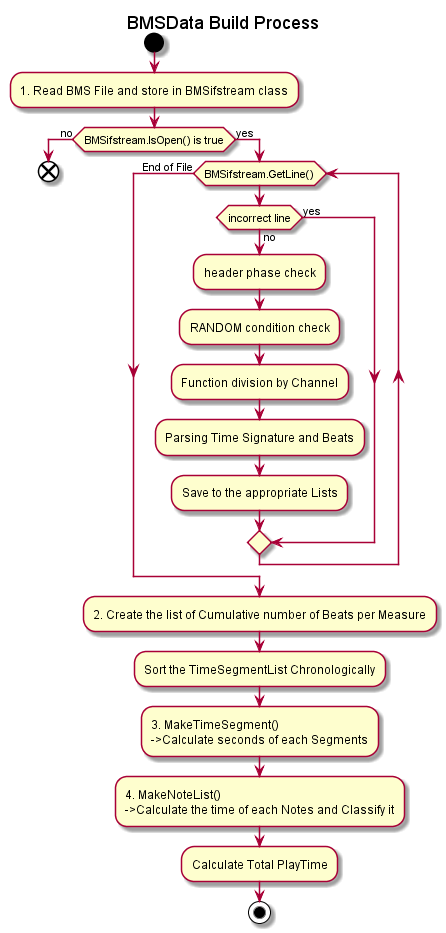 BMSData Build Process
1. Read BMS File and store in BMSifstream class
no
BMSifstream.IsOpen() is true
yes
End of File
BMSifstream.GetLine()
incorrect line
yes
no
header phase check
RANDOM condition check
Function division by Channel
Parsing Time Signature and Beats
Save to the appropriate Lists
2. Create the list of Cumulative number of Beats per Measure
Sort the TimeSegmentList Chronologically
3. MakeTimeSegment()
->Calculate seconds of each Segments
4. MakeNoteList()
->Calculate the time of each Notes and Classify it
Calculate Total PlayTime